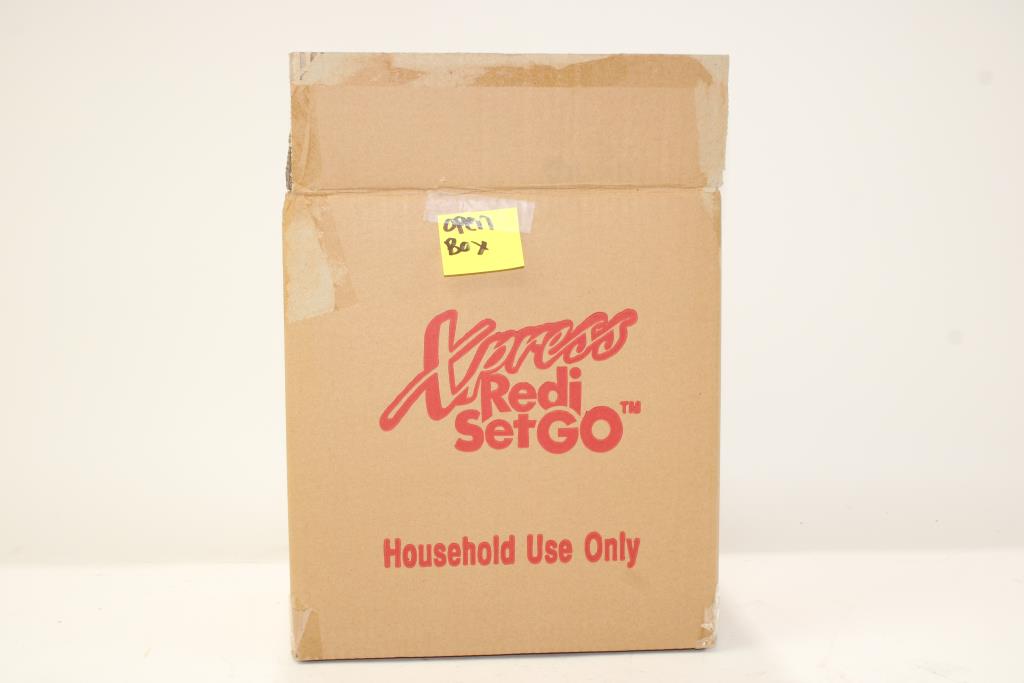 open
Box
Xpress
Redi
SetGO™
Household Use Only